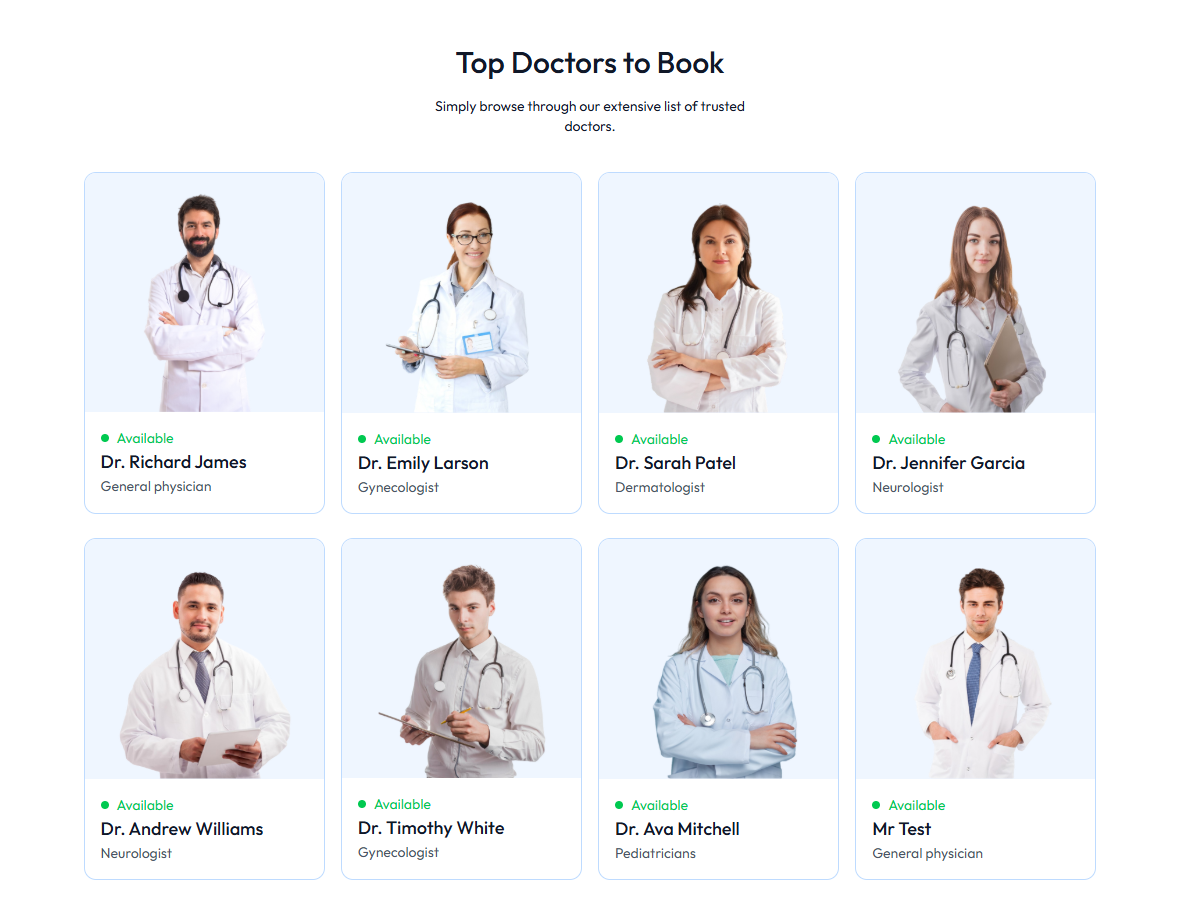 Top Doctors to Book
Simply browse through our extensive list of trusted
doctors.
Available
Dr. Richard James
General physician
Available
Dr. Emily Larson
Gynecologist
Available
Dr. Sarah Patel
Dermatologist
Available
Dr. Jennifer Garcia
Neurologist
Available
Dr. Andrew Williams
Neurologist
Available
Dr. Timothy White
Gynecologist
Available
Dr. Ava Mitchell
Pediatricians
Available
Mr Test
General physician